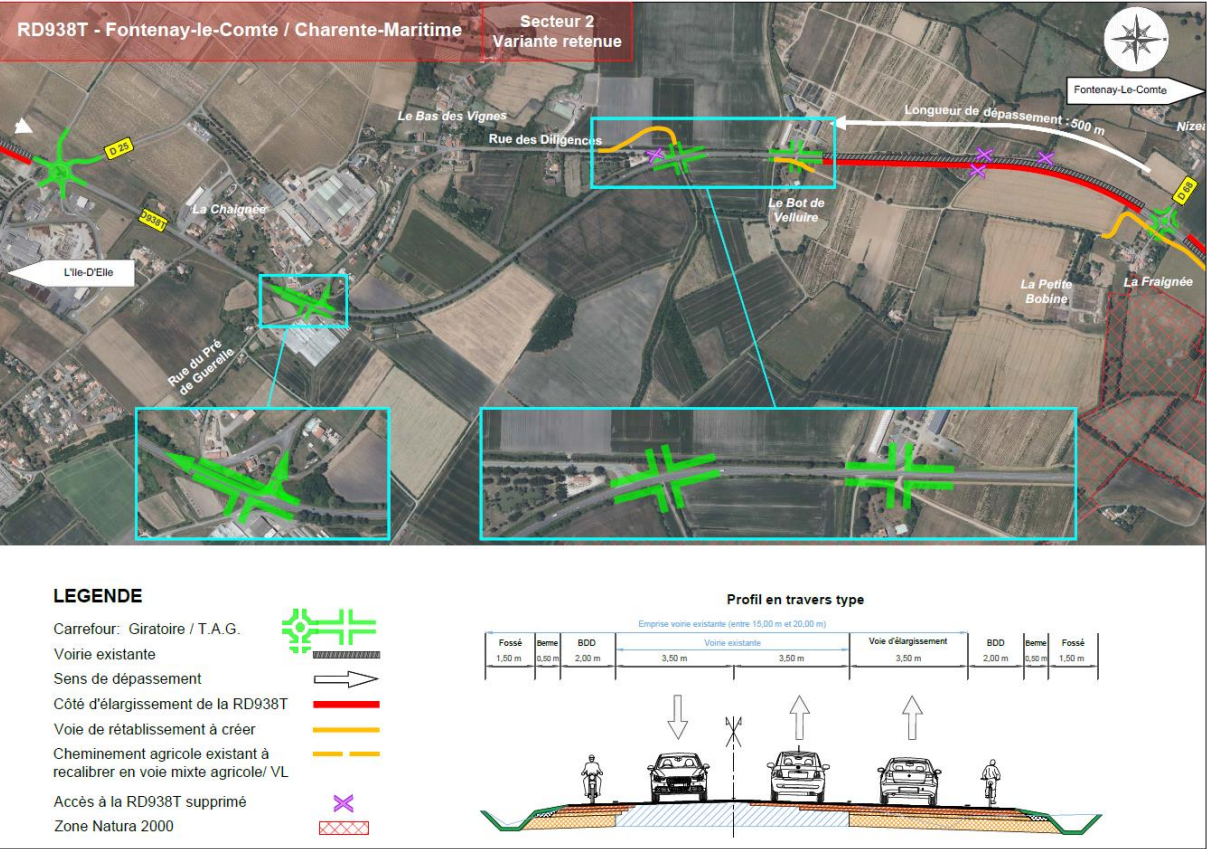 RD938T - Fontenay-le-Comte / Charente-Maritime
Secteur 2
Variante retenue
Fontenay-Le-Comte
Longueur de dépassement ~500 m
Le Bas des Vignes
Rue des Diligences
D 25
D938T
La Chaignée
L'Ile-D'Elle
Rue du Pré
de Guerelle
Le Bot de
Velluire
D 68
La Petite
Bobine
La Fraignée
LEGENDE
Carrefour: Giratoire / T.A.G.
Voirie existante
Sens de dépassement
Côté d'élargissement de la RD938T
Voie de rétablissement à créer
Cheminement agricole existant à
recalibrer en voie mixte agricole/ VL
Accès à la RD938T supprimé
Zone Natura 2000
Profil en travers type
Emprise voirie existante (entre 15,00 m et 20,00 m)
Fossé Berme BDD Voirie existante Voie d'élargissement BDD Berme Fossé
1,50 m 0,50 m 2,00 m 3,50 m 3,50 m 3,50 m 2,00 m 0,50 m 1,50 m